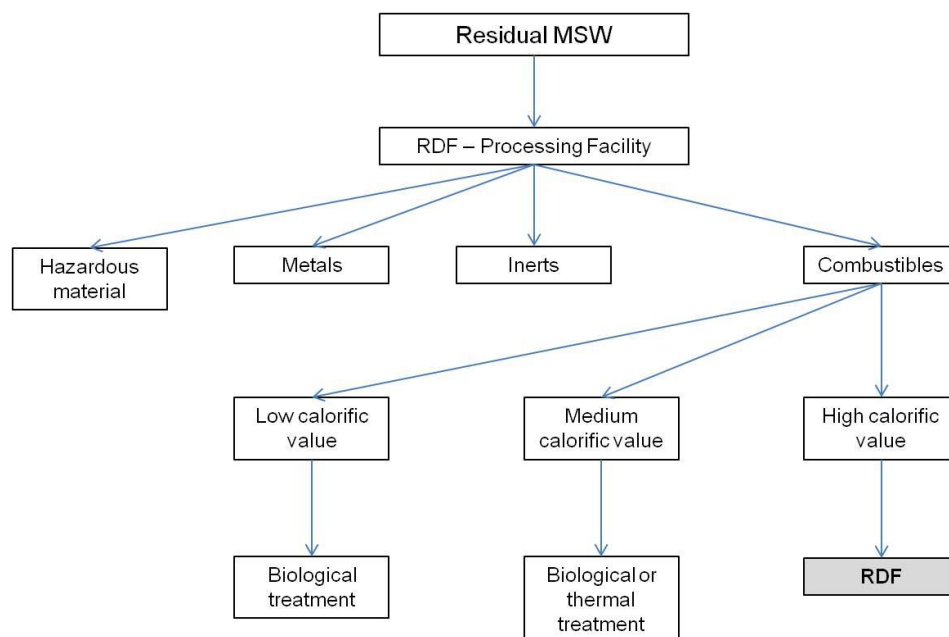 Residual MSW
RDF – Processing Facility
Hazardous
material
Metals
Inerts
Combustibles
Low calorific
value
Medium
calorific value
High calorific
value
Biological
treatment
Biological or
thermal treatment
RDF